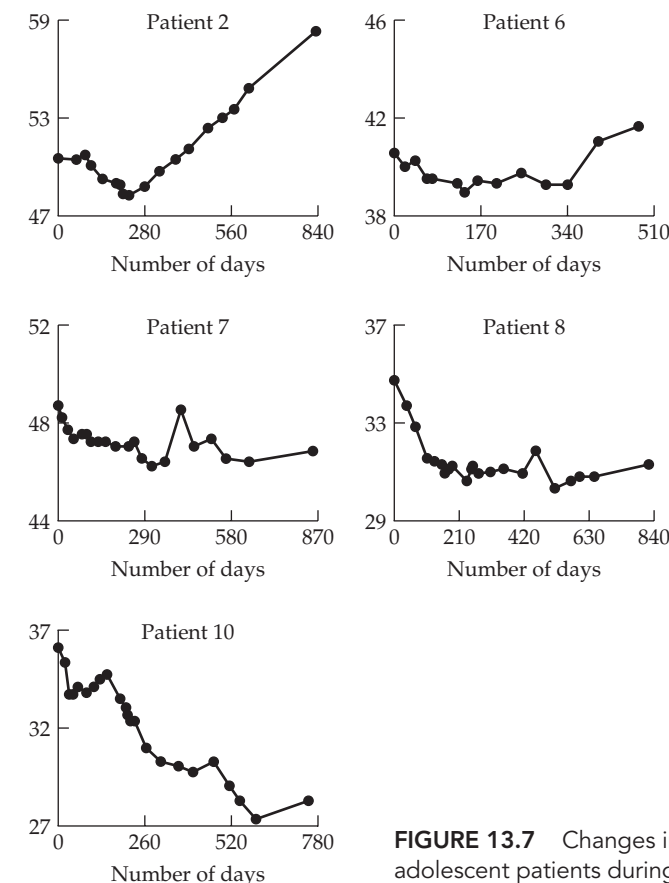 Patient 2
59
53
47
0 280 560 840
Number of days
Patient 6
46
42
38
0 170 340 510
Number of days
Patient 7
52
48
44
0 290 580 870
Number of days
Patient 8
37
33
29
0 210 420 630 840
Number of days
Patient 10
37
32
27
0 260 520 780
Number of days
FIGURE 13.7 Changes i
adolescent patients during